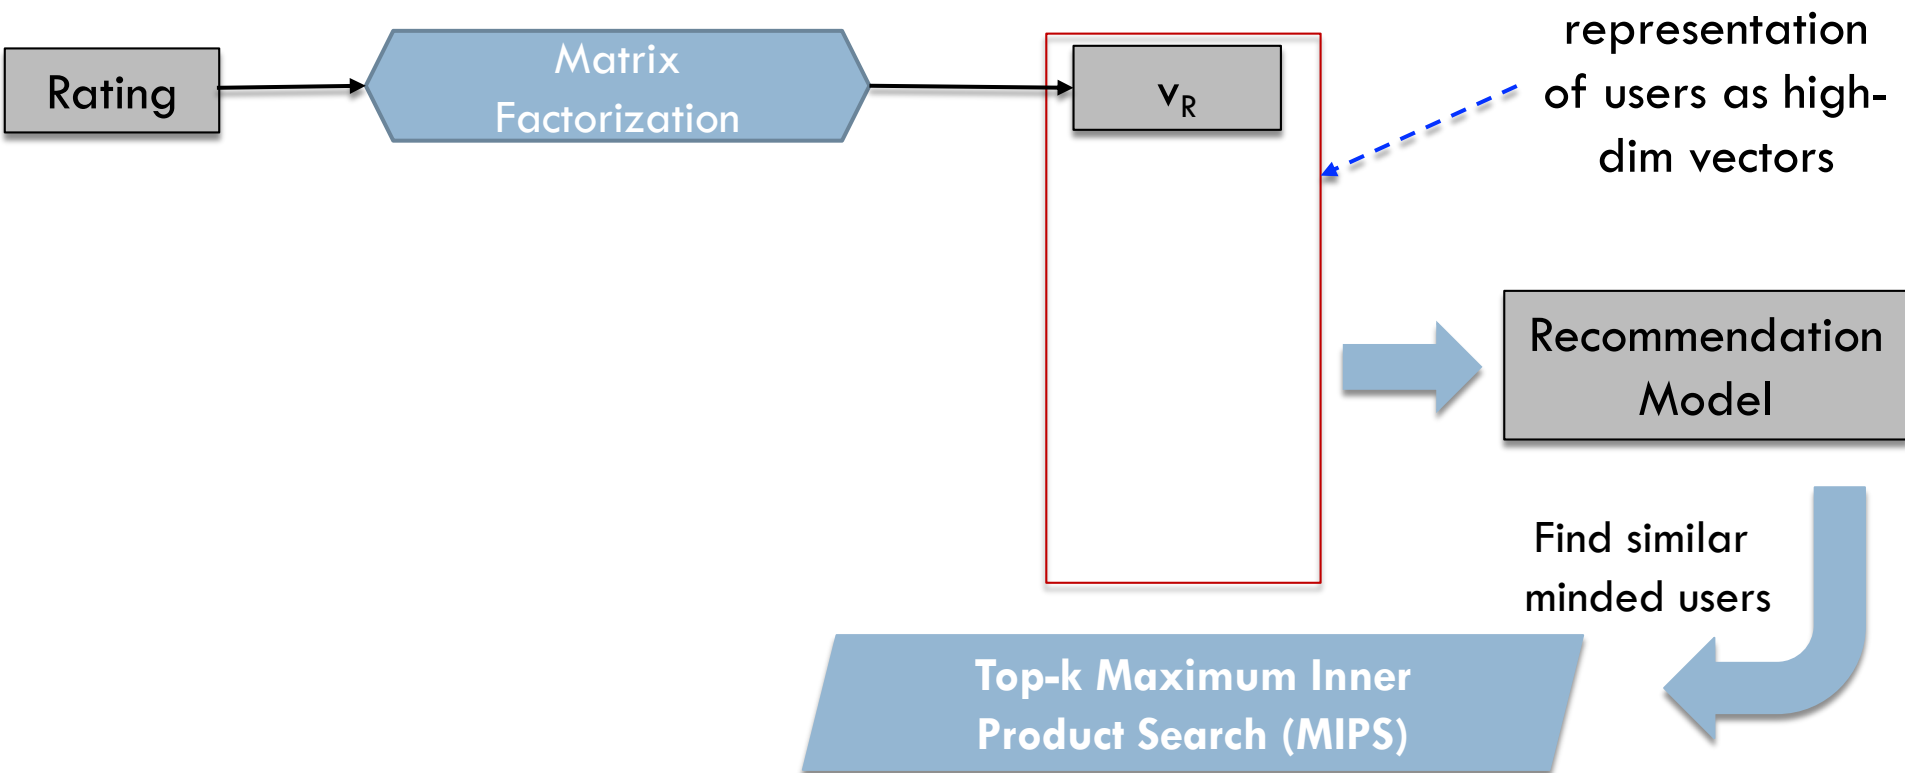 Rating
Matrix
Factorization
vR
representation
of users as high-
dim vectors
Recommendation
Model
Find similar
minded users
Top-k Maximum Inner
Product Search (MIPS)